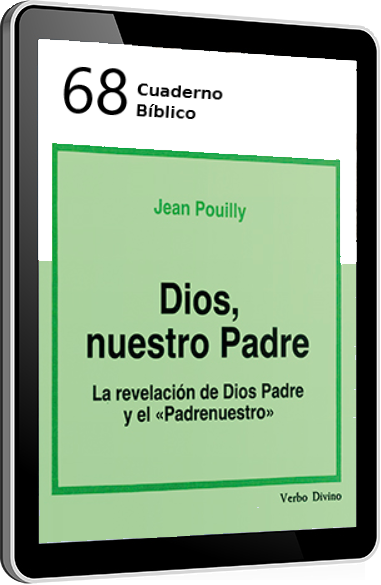 68 Cuaderno
Bíblico
Jean Pouilly
Dios,
nuestro Padre
La revelación de Dios Padre
y el «Padrenuestro»
Verbo Divino